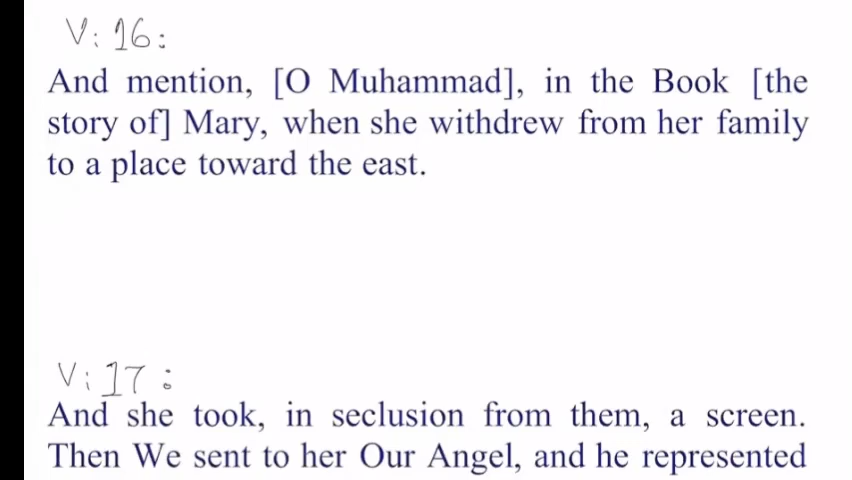 V: 16:
And mention, [O Muhammad], in the Book [the
story of] Mary, when she withdrew from her family
to a place toward the east.
V: 17:
And she took, in seclusion from them, a screen.
Then We sent to her Our Angel, and he represented